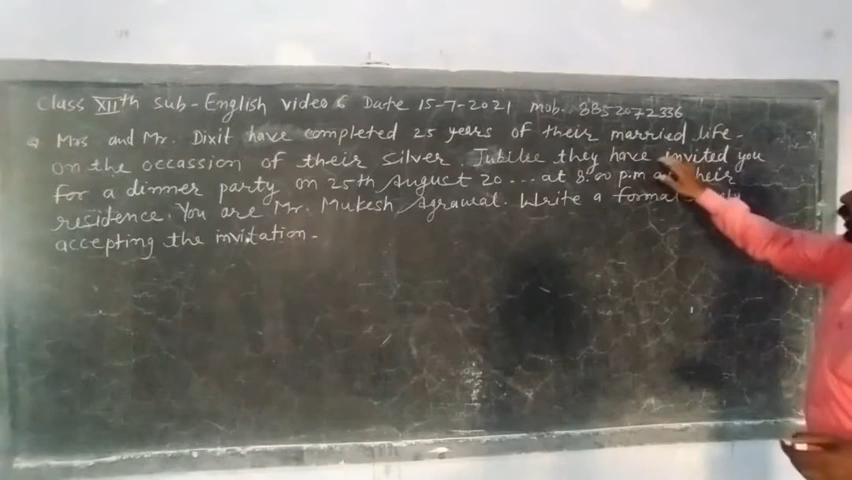 Class XIIth Sub-English video 6 Date 15-7-2021 mob. 8852072336
Q Mrs and Mr. Dixit have completed 25 years of their married life-
on the occassion of their Silver Jubilee they have invited you
for a dinner party on 25th August 20... at 8:00 p.m at their
residence. You are Mr. Mukesh Agrawal. Write a formal
accepting the invitation.